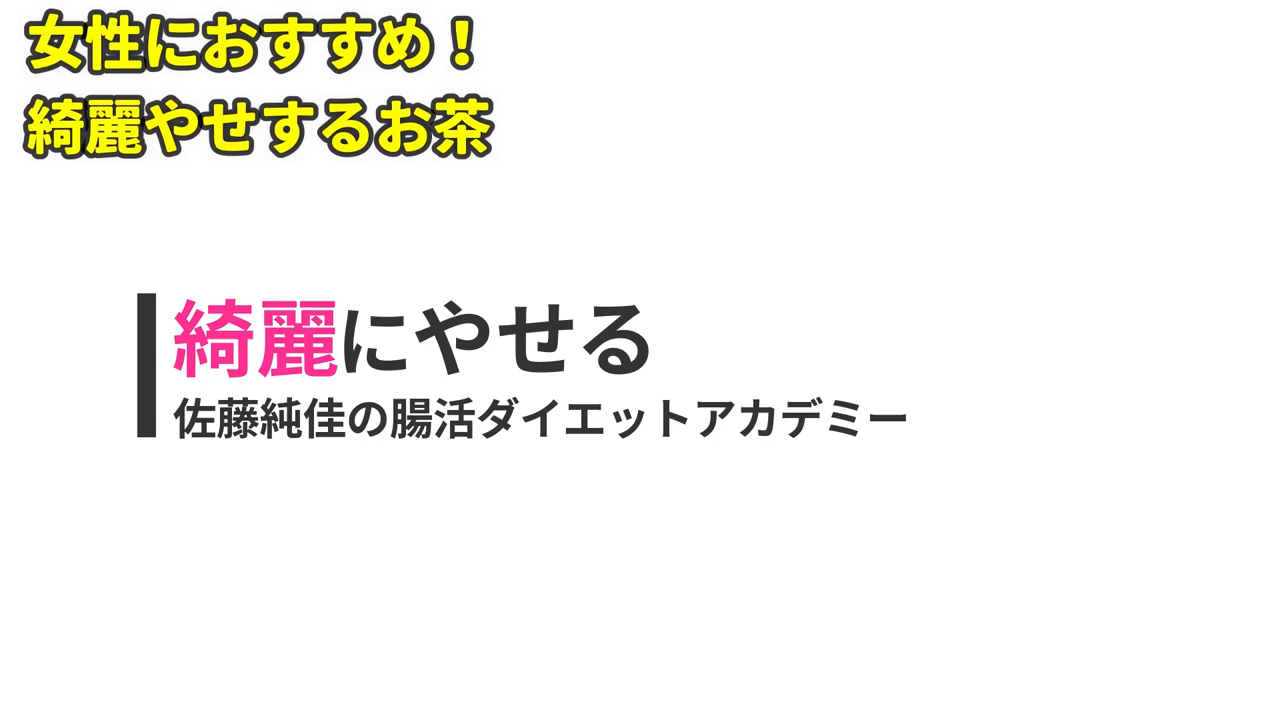 女性におすすめ！
綺麗やせするお茶
綺麗にやせる
佐藤純佳の腸活ダイエットアカデミー